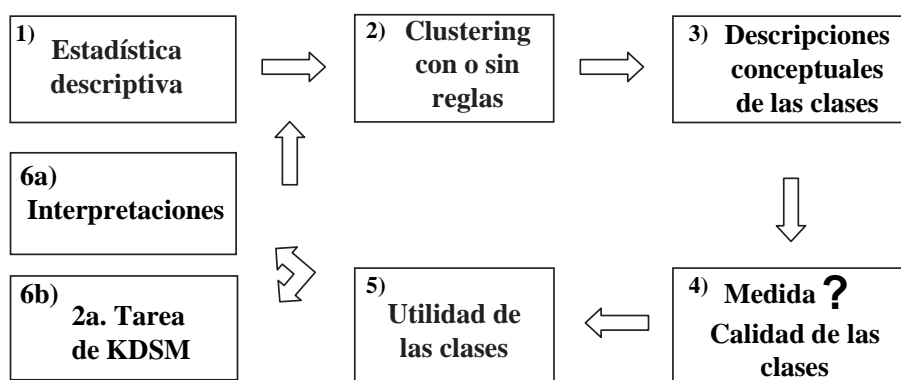 1) Estadística
descriptiva
2) Clustering
con o sin
reglas
3) Descripciones
conceptuales
de las clases
4) Medida ?
Calidad de las
clases
5)
Utilidad de
las clases
6a)
Interpretaciones
6b)
2a. Tarea
de KDSM